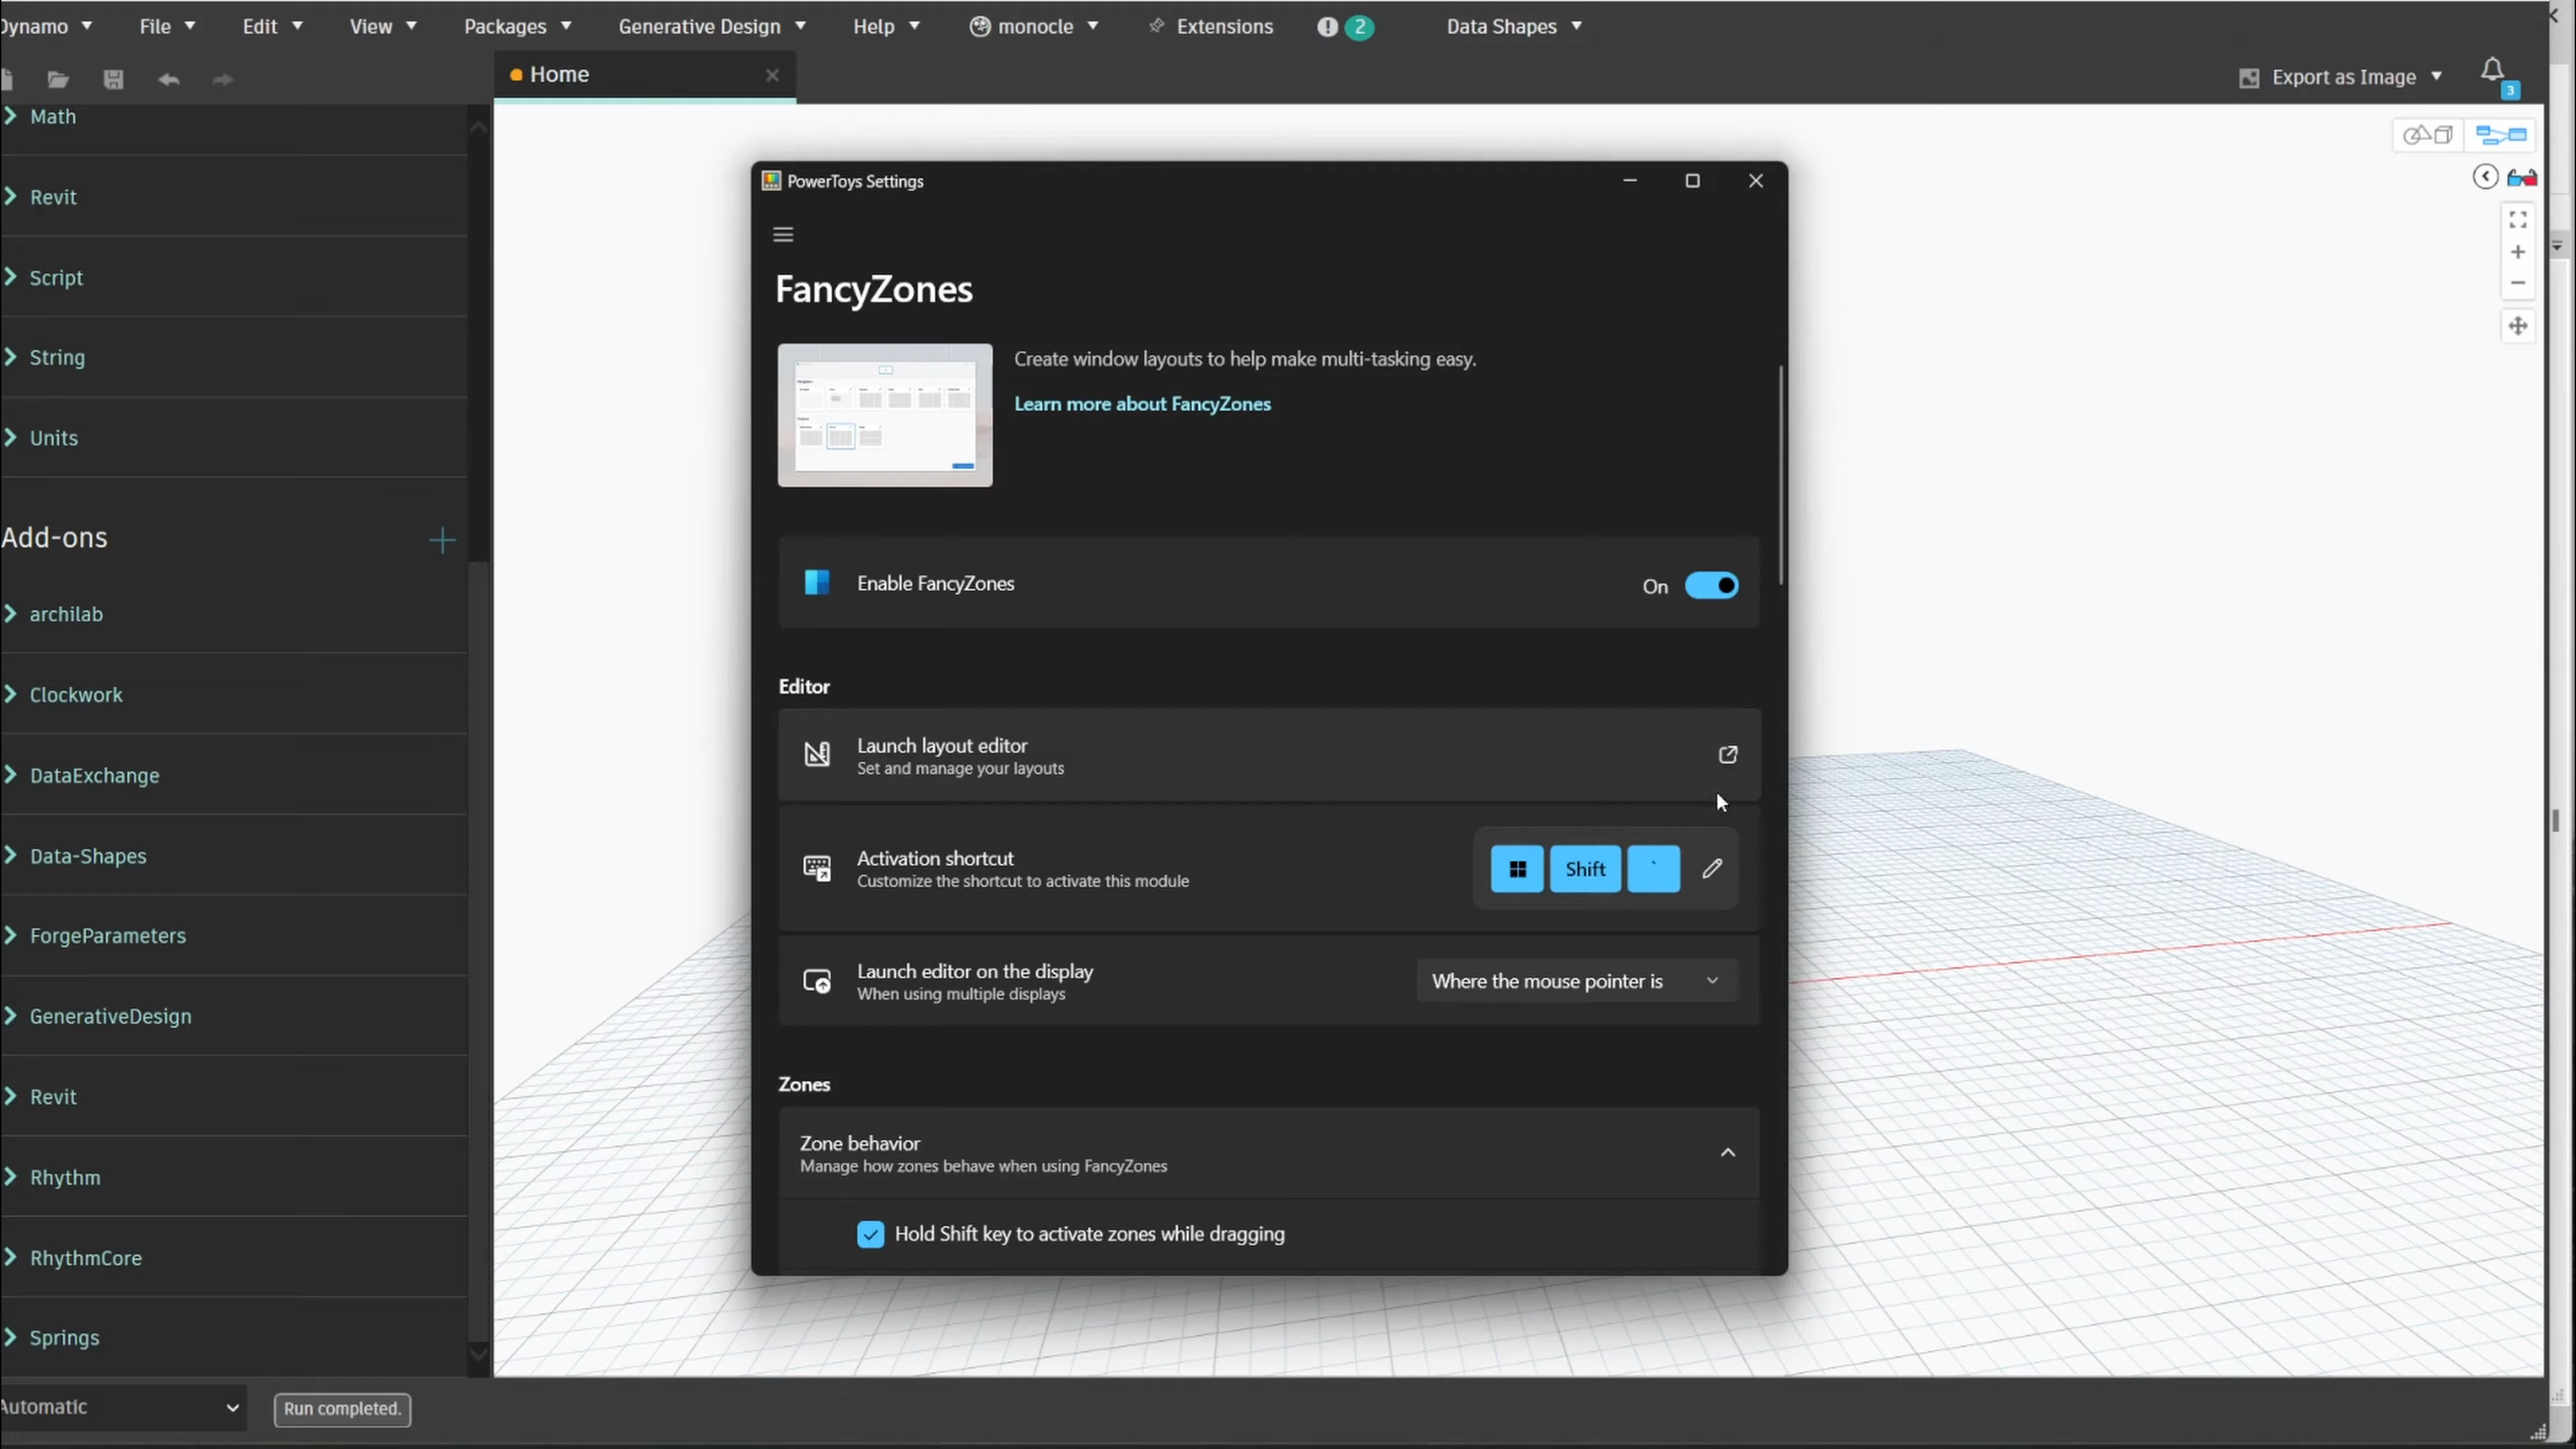 Dynamo
File
Edit
View
Packages
Generative Design
Help
monocle
Extensions
2
Data Shapes
Home
Export as Image
3
Math
Revit
Script
String
Units
Add-ons
archilab
Clockwork
DataExchange
Data-Shapes
ForgeParameters
GenerativeDesign
Revit
Rhythm
RhythmCore
Springs
Automatic
Run completed.
PowerToys Settings
FancyZones
Create window layouts to help make multi-tasking easy.
Learn more about FancyZones
Enable FancyZones
On
Editor
Launch layout editor
Set and manage your layouts
Activation shortcut
Customize the shortcut to activate this module
Shift
`
Launch editor on the display
When using multiple displays
Where the mouse pointer is
Zones
Zone behavior
Manage how zones behave when using FancyZones
Hold Shift key to activate zones while dragging